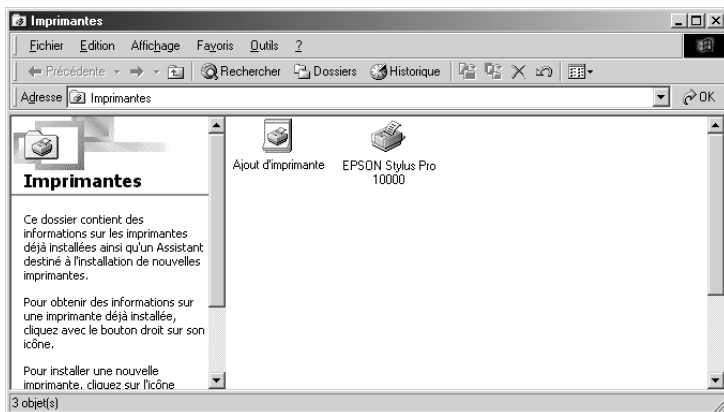 Imprimantes
Fichier Edition Affichage Favoris Outils ?
Précédente Rechercher Dossiers Historique
Adresse Imprimantes OK
Imprimantes
Ce dossier contient des
informations sur les imprimantes
déjà installées ainsi qu'un Assistant
destiné à l'installation de nouvelles
imprimantes.
Pour obtenir des informations sur
une imprimante déjà installée,
cliquez avec le bouton droit sur son
icône.
Pour installer une nouvelle
imprimante, cliquez sur l'icône
Ajout d'imprimante
EPSON Stylus Pro
10000
3 objet(s)